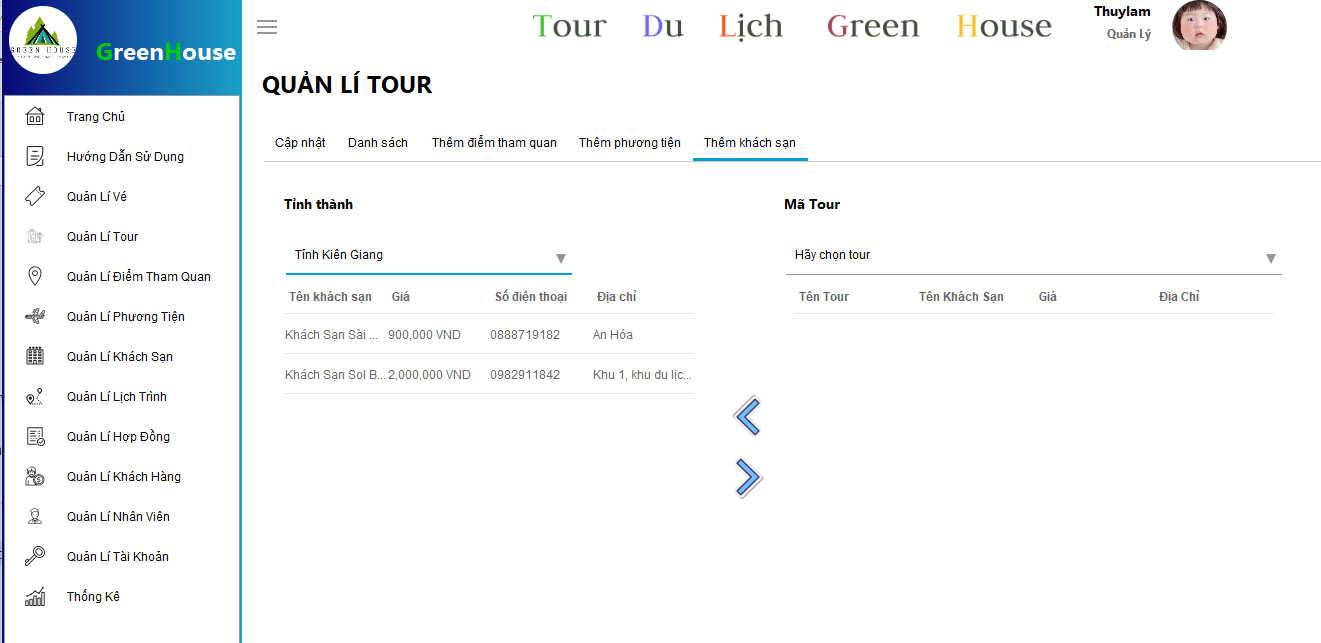 GREEN HOUSE
GreenHouse
Trang Chủ
Hướng Dẫn Sử Dụng
Quản Lí Vé
Quản Lí Tour
Quản Lí Điểm Tham Quan
Quản Lí Phương Tiện
Quản Lí Khách Sạn
Quản Lí Lịch Trình
Quản Lí Hợp Đồng
Quản Lí Khách Hàng
Quản Lí Nhân Viên
Quản Lí Tài Khoản
Thống Kê
Tour Du Lịch Green House
Thuylam
Quản Lý
QUẢN LÍ TOUR
Cập nhật Danh sách Thêm điểm tham quan Thêm phương tiện Thêm khách sạn
Tỉnh thành
Tỉnh Kiên Giang
Tên khách sạn Giá Số điện thoại Địa chỉ
Khách Sạn Sài ... 900,000 VND 0888719182 An Hóa
Khách Sạn Sol B... 2,000,000 VND 0982911842 Khu 1, khu du lịc...
Mã Tour
Hãy chọn tour
Tên Tour Tên Khách Sạn Giá Địa Chỉ